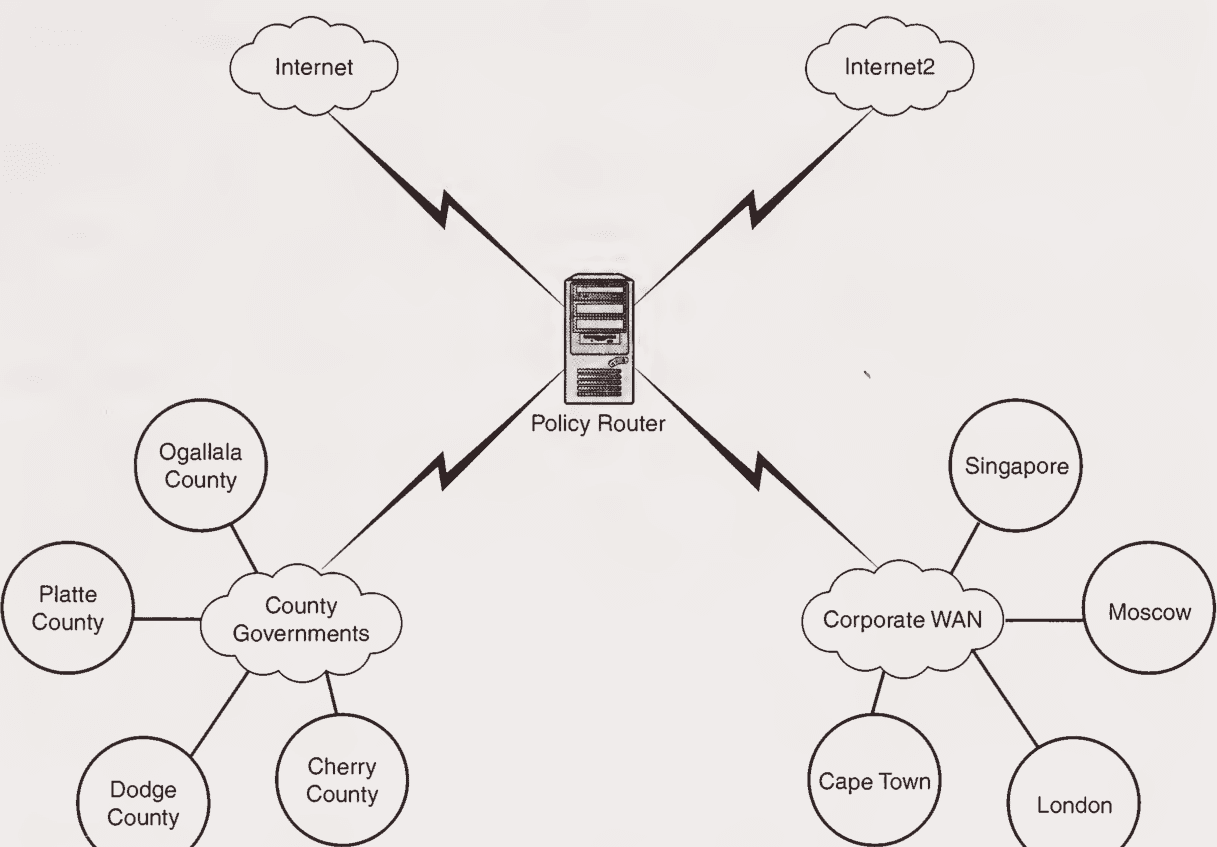 Internet
Internet2
Policy Router
Ogallala
County
Singapore
Platte
County
County
Governments
Corporate WAN
Moscow
Cherry
County
Cape Town
Dodge
County
London